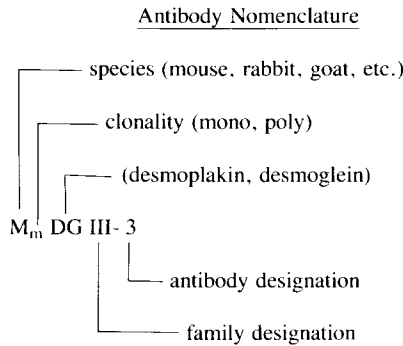 Antibody Nomenclature
species (mouse, rabbit, goat, etc.)
clonality (mono, poly)
(desmoplakin, desmoglein)
Mm DG III- 3
antibody designation
family designation